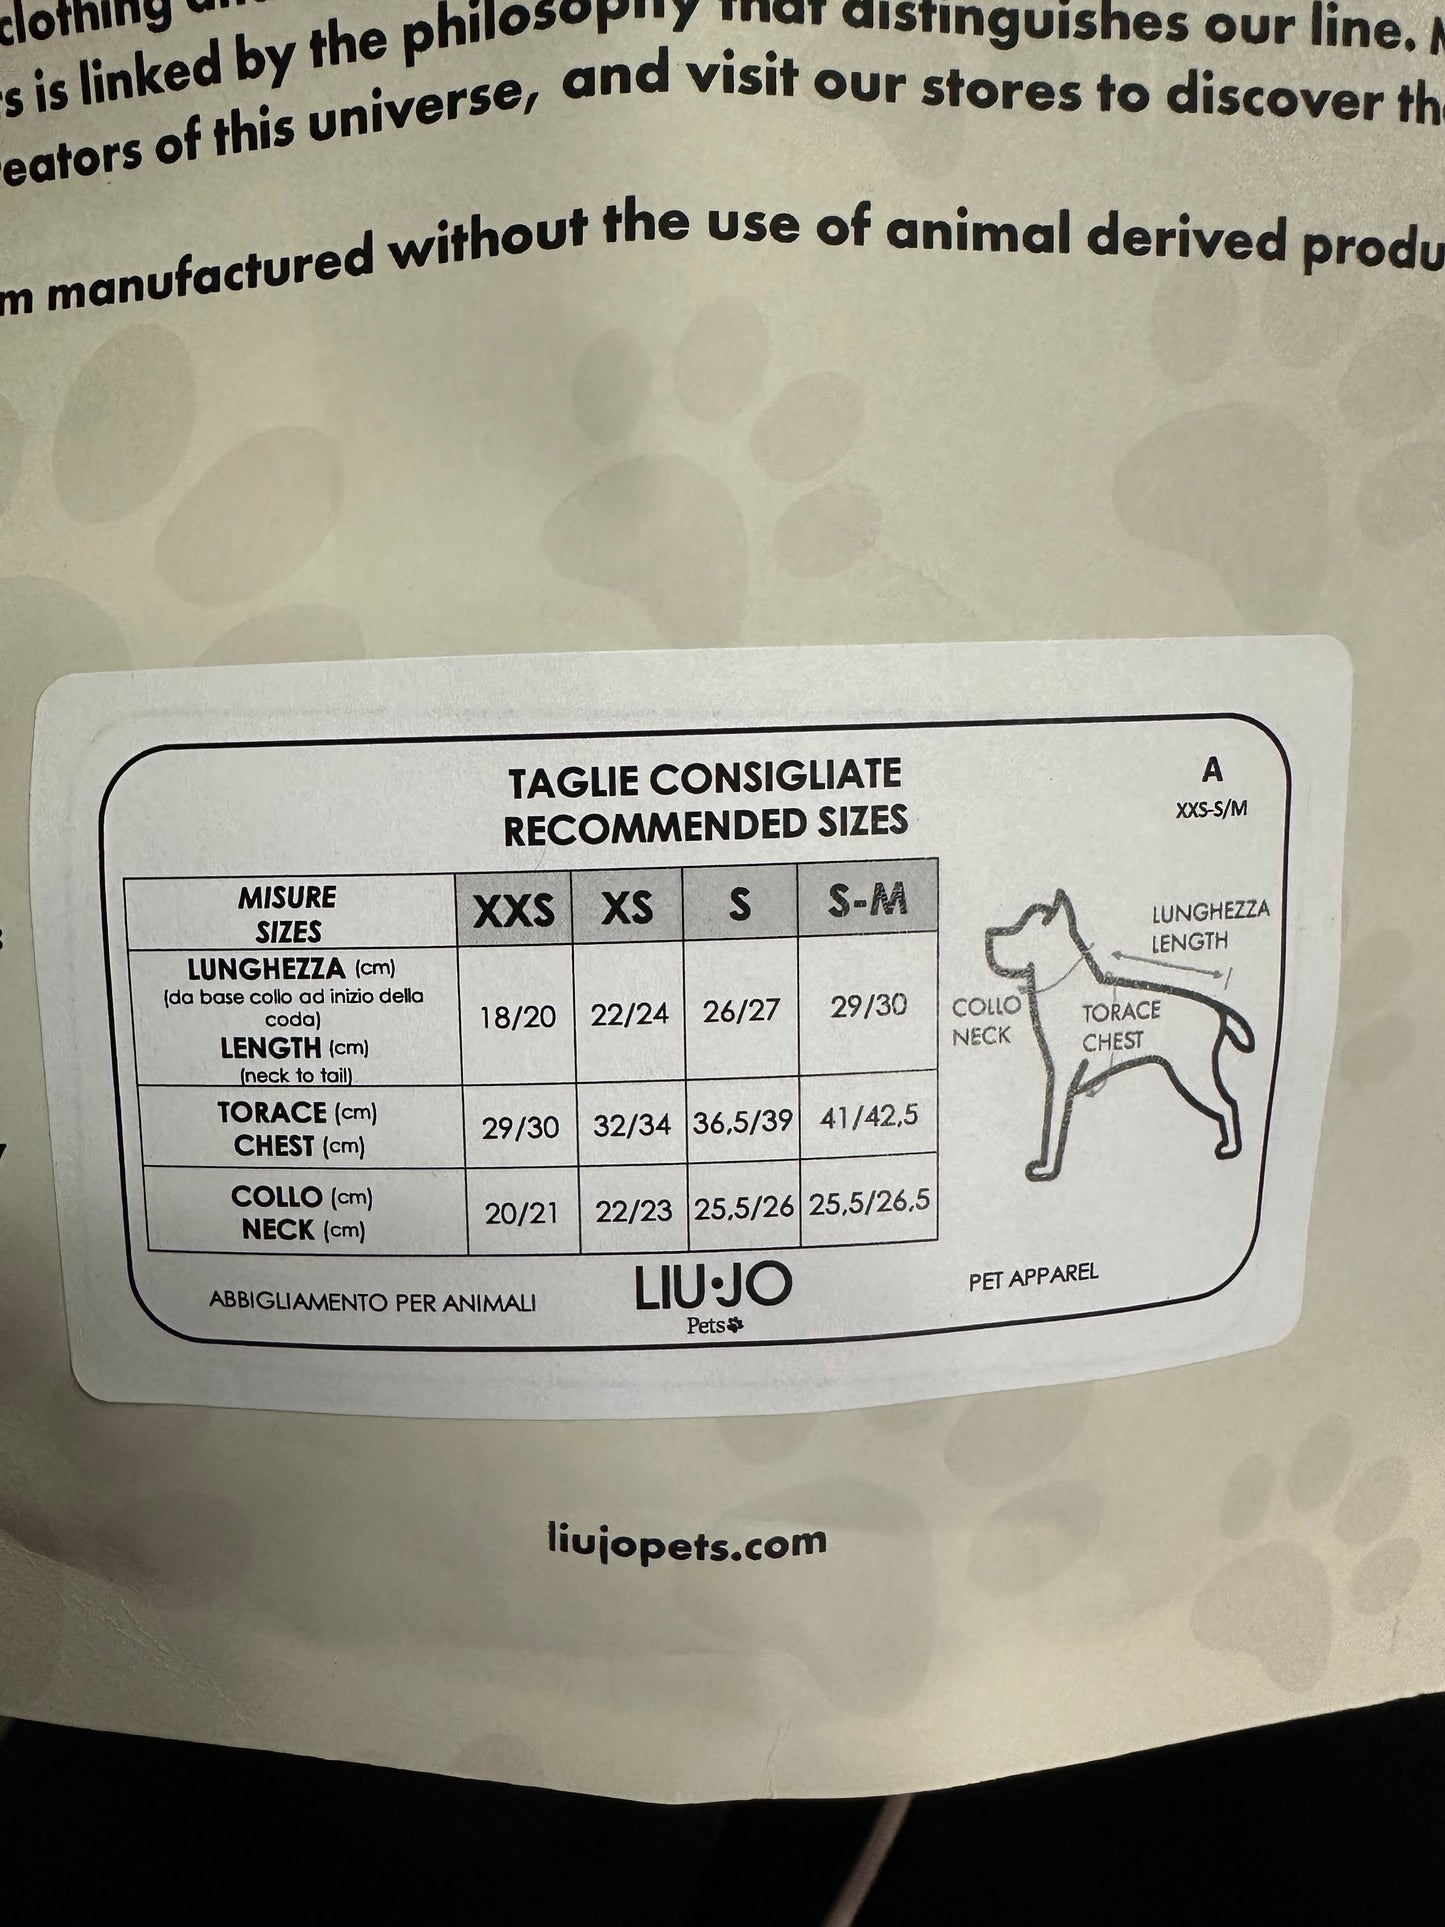 clothing
is linked by the philosophy that distinguishes our line.
of this universe, and visit our stores to discover
manufactured without the use of animal derived
TAGLIE CONSIGLIATE
RECOMMENDED SIZES
A
XXS-S/M
MISURE
SIZES
XXS XS S S-M
LUNGHEZZA (cm)
(da base collo ad inizio della
coda)
LENGTH (cm)
(neck to tail)
18/20 22/24 26/27 29/30
TORACE (cm)
CHEST (cm)
29/30 32/34 36,5/39 41/42,5
COLLO (cm)
NECK (cm)
20/21 22/23 25,5/26 25,5/26,5
LUNGHEZZA
LENGTH
COLLO
NECK
TORACE
CHEST
ABBIGLIAMENTO PER ANIMALI
LIU•JO
Pets
PET APPAREL
liujopets.com